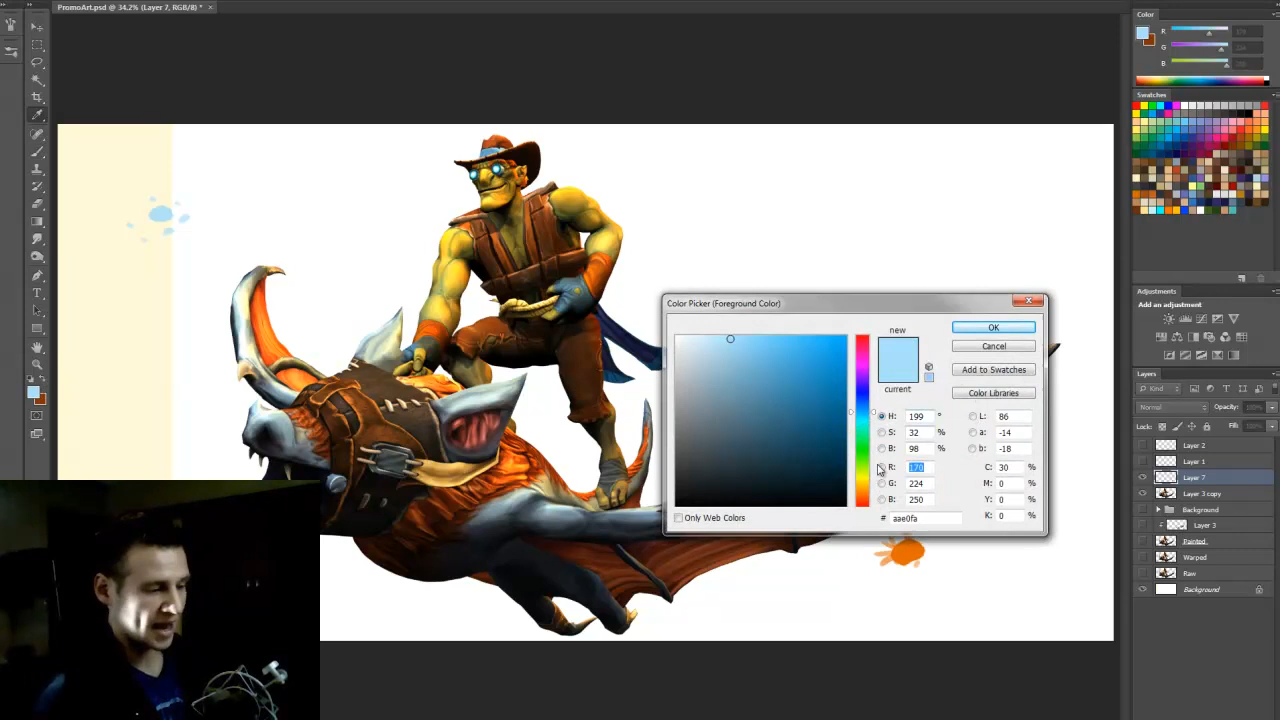 PromoArt.psd @ 34.2% (Layer 7, RGB/8) * ×
Color
R
G
B
Swatches
Color Picker (Foreground Color)
new
current
OK
Cancel
Add to Swatches
Color Libraries
H: 199 °
S: 32 %
B: 98 %
R: 170
G: 224
B: 250
L: 86
a: -14
b: -18
C: 30 %
M: 0 %
Y: 0 %
K: 0 %
Only Web Colors
# aae0fa
Adjustments
Add an adjustment
Layers
Kind
Normal
Opacity:
Lock:
Fill:
Layer 2
Layer 1
Layer 7
Layer 3 copy
Background
Layer 3
Painted
Warped
Raw
Background